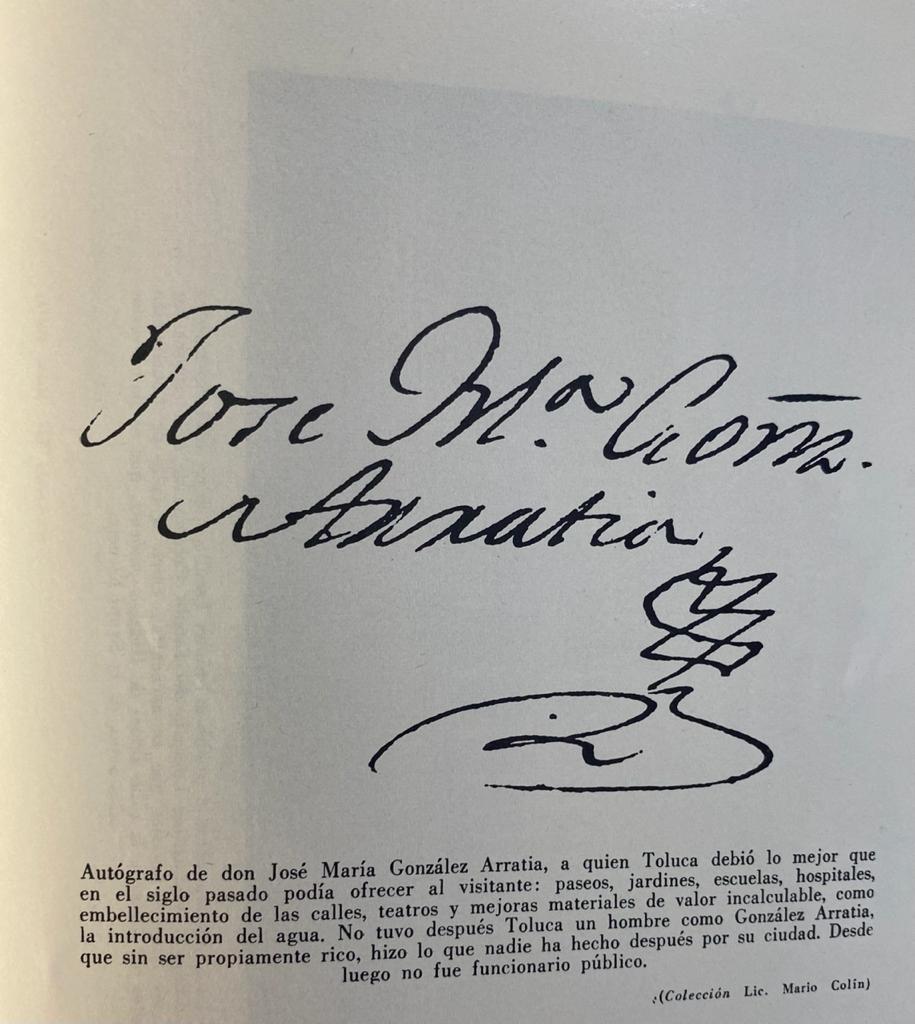 Jose Mª Gonz.
Arratia
Autógrafo de don José María González Arratia, a quien Toluca debió lo mejor que
en el siglo pasado podía ofrecer al visitante: paseos, jardines, escuelas, hospitales,
embellecimiento de las calles, teatros y mejoras materiales de valor incalculable, como
la introducción del agua. No tuvo después Toluca un hombre como González Arratia,
que sin ser propiamente rico, hizo lo que nadie ha hecho después por su ciudad. Desde
luego no fue funcionario público.
(Colección Lic. Mario Colín)